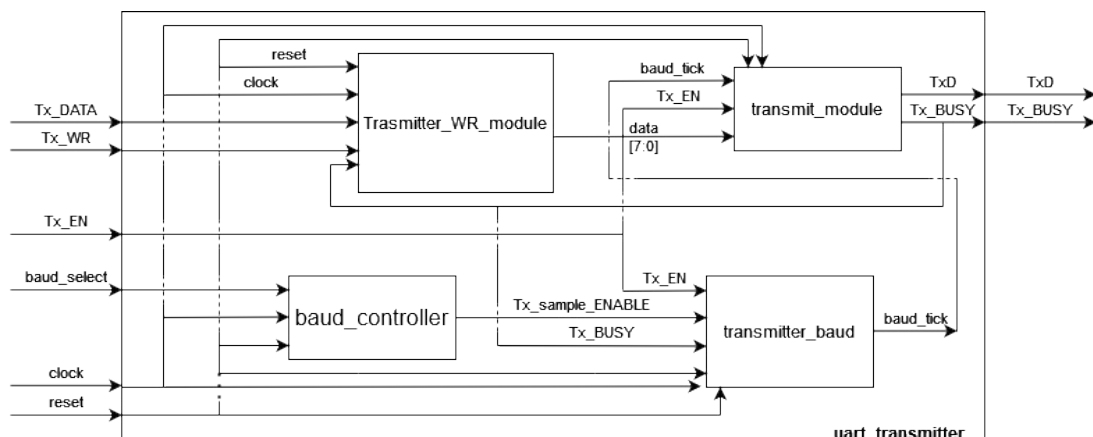 reset
clock
baud_tick
Tx_EN
data
[7:0]
Trasmitter_WR_module
transmit_module
TxD
TxD
Tx_BUSY
Tx_BUSY
Tx_DATA
Tx_WR
Tx_EN
baud_select
baud_controller
Tx_EN
Tx_sample_ENABLE
Tx_BUSY
transmitter_baud
baud_tick
clock
reset
uart_transmitter